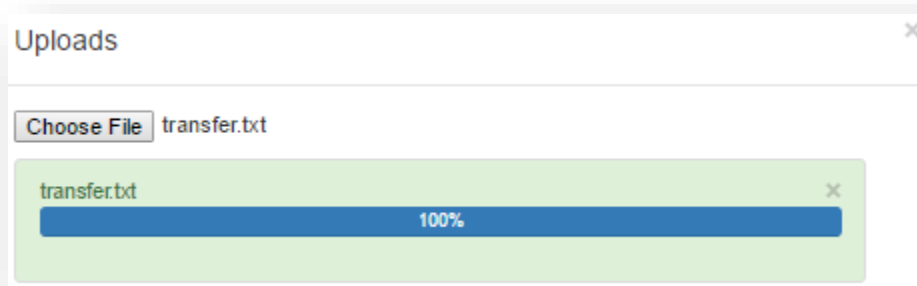 Uploads ×
Choose File transfer.txt
transfer.txt ×
100%